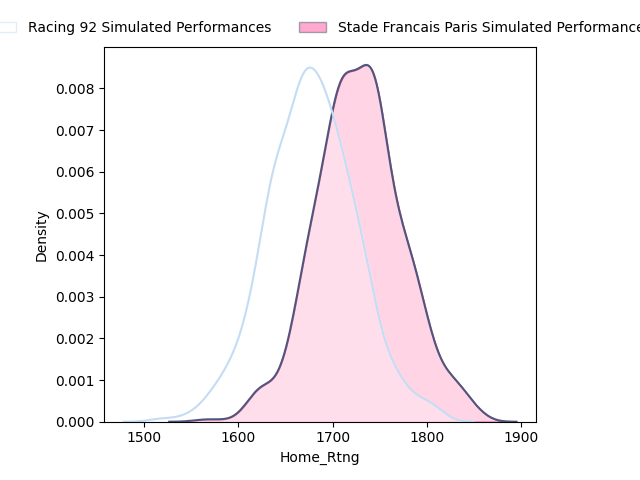 Racing 92 Simulated Performances
Stade Francais Paris Simulated Performance
0.008
0.007
0.006
0.005
0.004
0.003
0.002
0.001
0.000
Density
1500 1600 1700 1800 1900
Home_Rtng